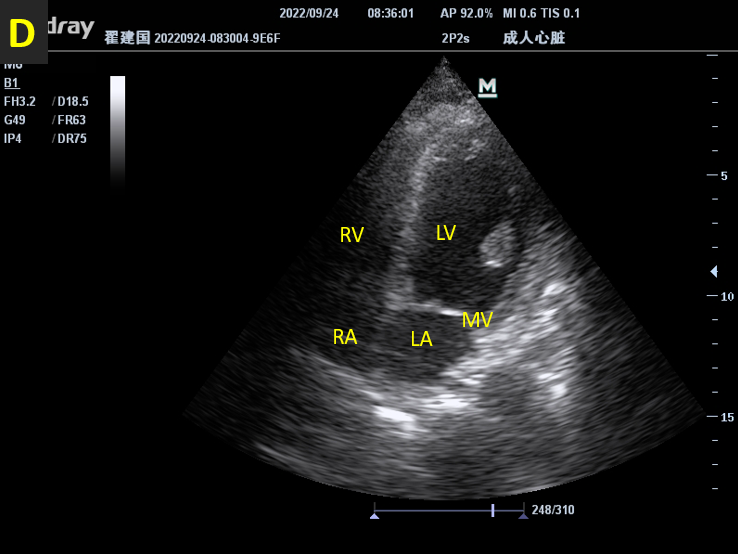 D
dray
2022/09/24 08:36:01 AP 92.0% MI 0.6 TIS 0.1
翟建国 20220924-083004-9E6F 2P2s 成人心脏
B1
FH3.2 / D18.5
G49 / FR63
IP4 / DR75
M
5
RV LV
10
MV
RA LA
15
248/310